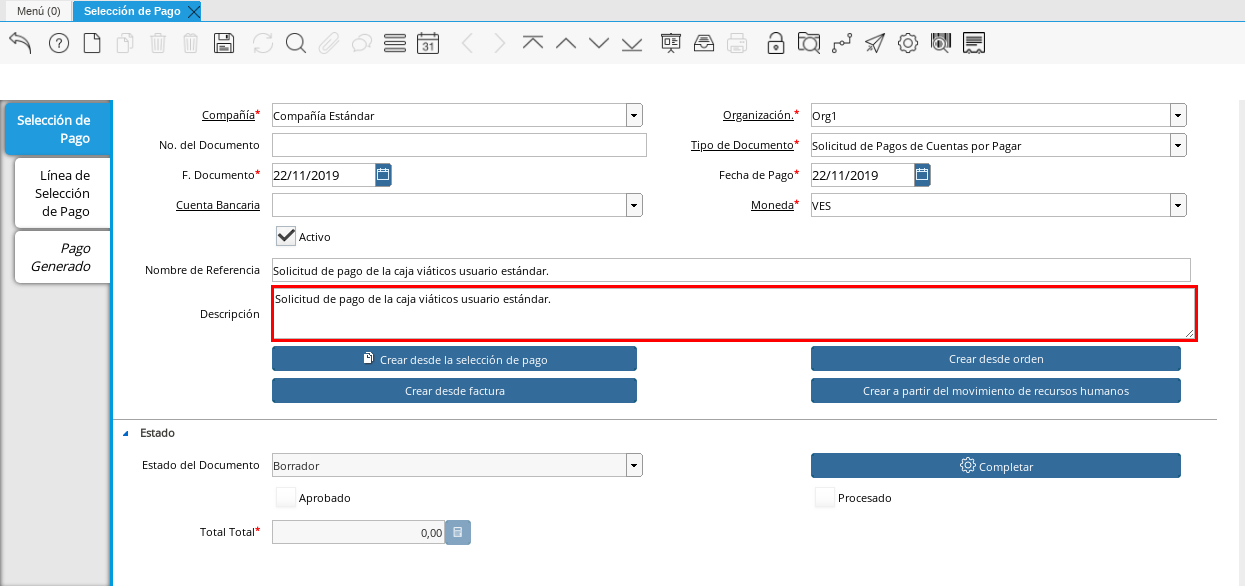 Menú (0)
Selección de Pago
31
Selección de
Pago
Línea de
Selección
de Pago
Pago
Generado
Compañía* Compañía Estándar
Organización.* Org1
No. del Documento
Tipo de Documento* Solicitud de Pagos de Cuentas por Pagar
F. Documento* 22/11/2019
Fecha de Pago* 22/11/2019
Cuenta Bancaria
Moneda* VES
Activo
Nombre de Referencia Solicitud de pago de la caja viáticos usuario estándar.
Descripción Solicitud de pago de la caja viáticos usuario estándar.
Crear desde la selección de pago
Crear desde orden
Crear desde factura
Crear a partir del movimiento de recursos humanos
Estado
Estado del Documento Borrador
Completar
Aprobado
Procesado
Total Total* 0,00